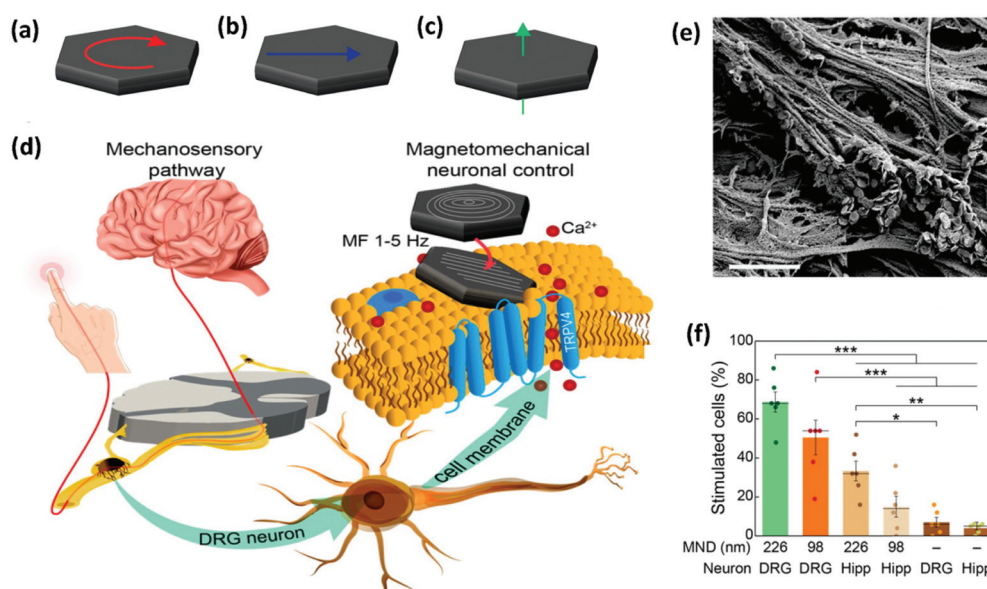 (a)
(b)
(c)
(e)
(d)
Mechanosensory
pathway
Magnetomechanical
neuronal control
MF 1-5 Hz
Ca²⁺
TRPV4
cell membrane
DRG neuron
(f)
Stimulated cells (%)
100
80
60
40
20
0
***
***
**
*
MND (nm) 226 98 226 98 – –
Neuron DRG DRG Hipp Hipp DRG Hipp